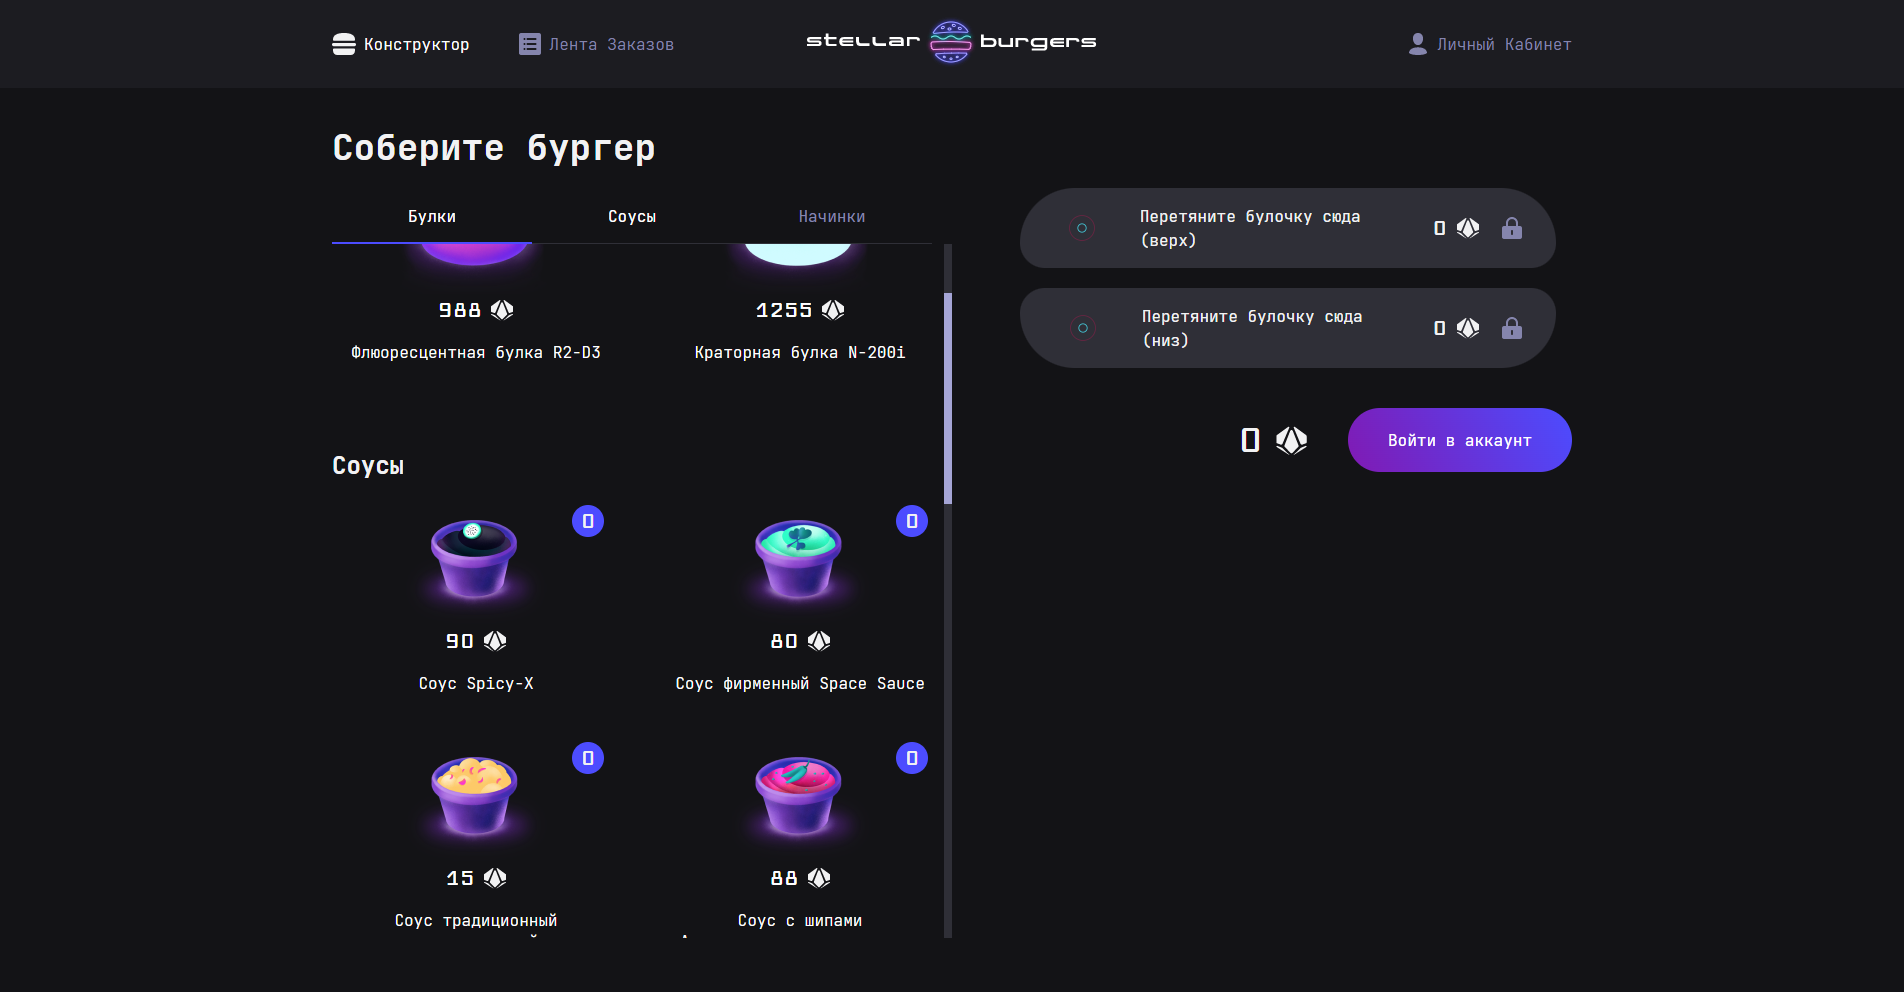 Конструктор
Лента Заказов
stellar burgers
Личный Кабинет
Соберите бургер
Булки
Соусы
Начинки
988
1255
Флюоресцентная булка R2-D3
Краторная булка N-200i
Соусы
0
0
90
80
Соус Spicy-X
Соус фирменный Space Sauce
0
0
15
88
Соус традиционный
Соус с шипами
Перетяните булочку сюда
(верх)
0
Перетяните булочку сюда
(низ)
0
0
Войти в аккаунт